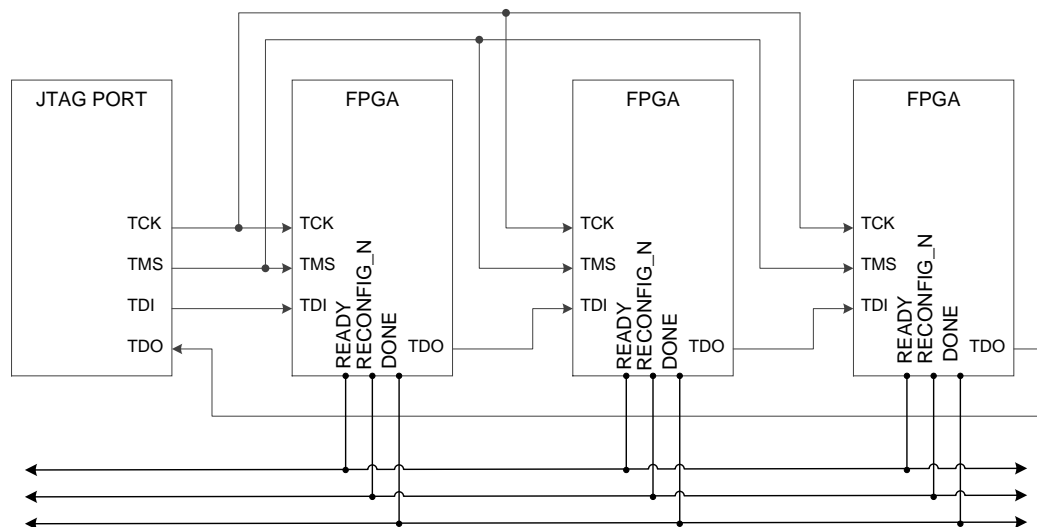 JTAG PORT
TCK
TMS
TDI
TDO
FPGA
TCK
TMS
TDI
READY
RECONFIG_N
DONE
TDO
FPGA
TCK
TMS
TDI
READY
RECONFIG_N
DONE
TDO
FPGA
TCK
TMS
TDI
READY
RECONFIG_N
DONE
TDO